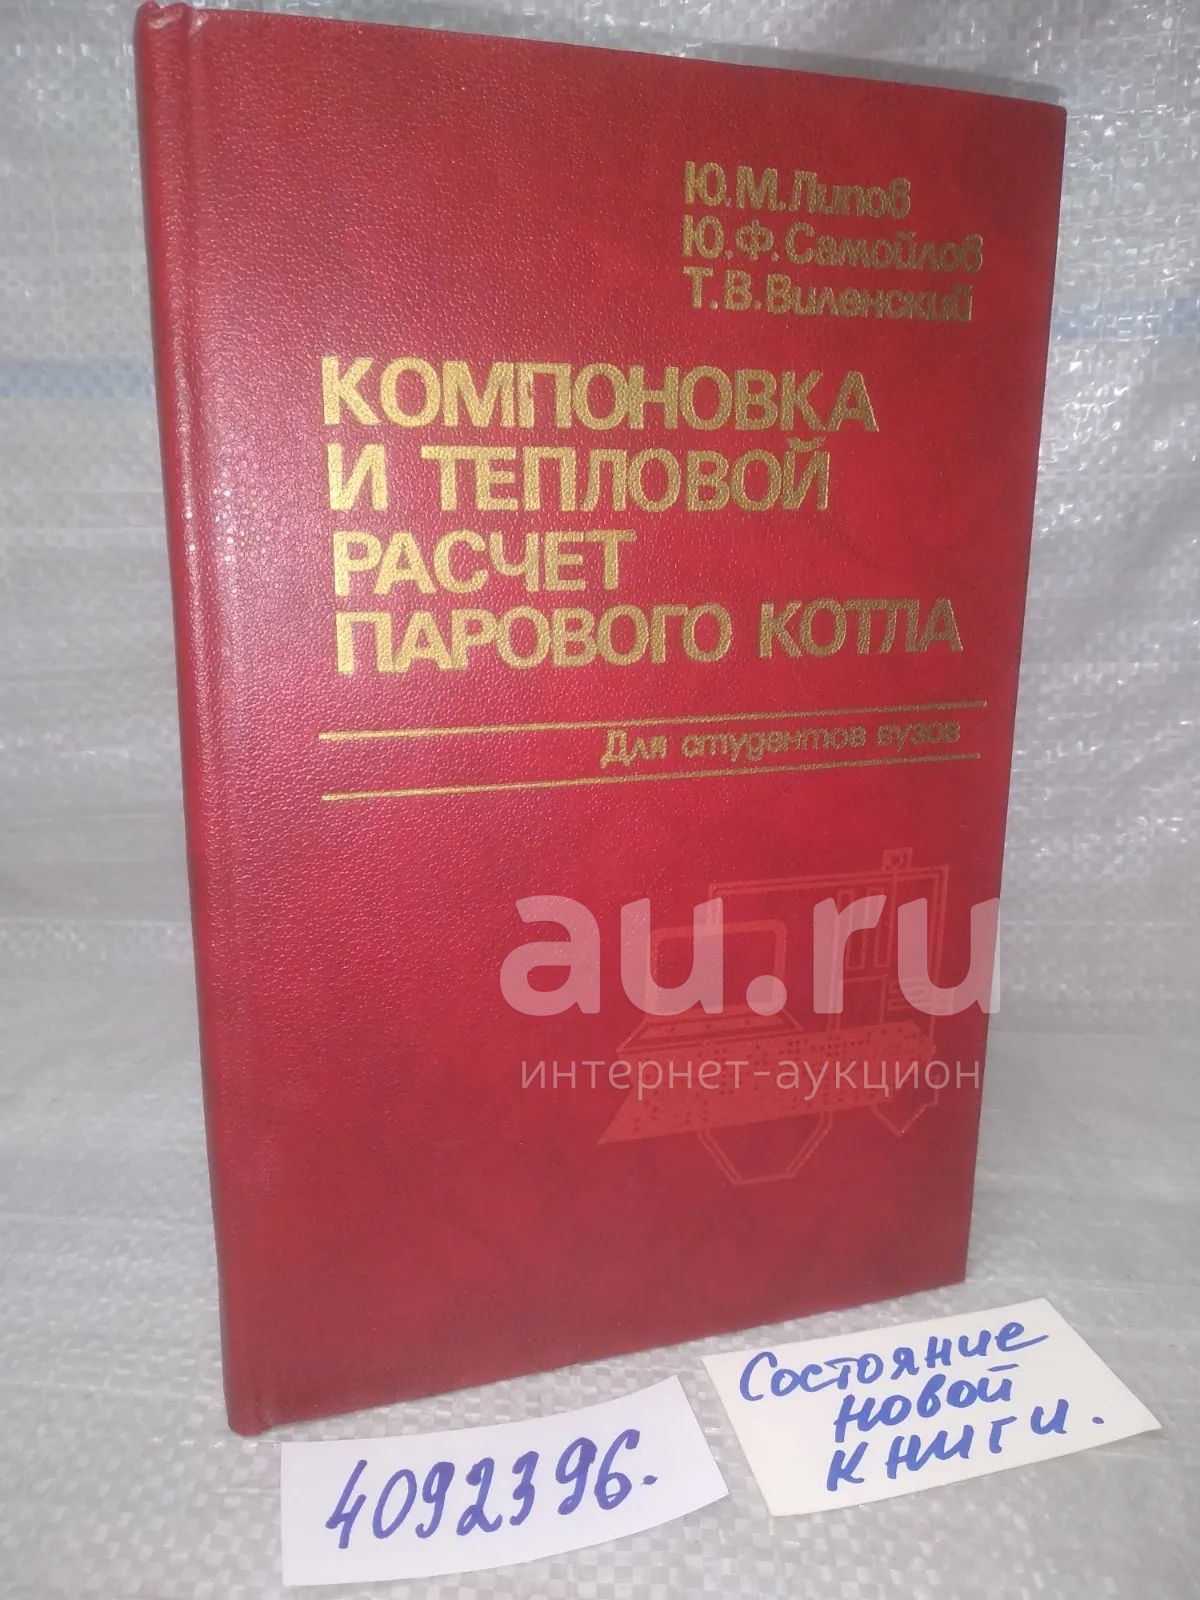 Ю.М.Липов
Ю.Ф.Самойлов
Т.В.Виленский
КОМПОНОВКА
И ТЕПЛОВОЙ
РАСЧЕТ
ПАРОВОГО КОТЛА
Для студентов вузов
au.ru
интернет-аукцион
Состояние
новой
книги.
4092396.